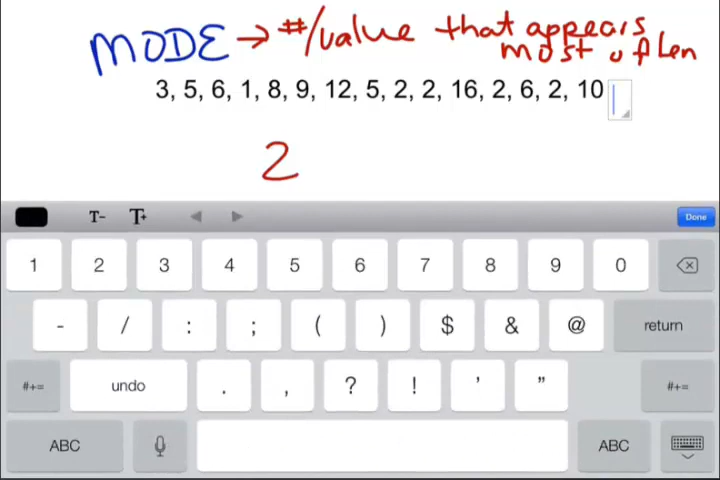 MODE → #/value that appears
most often
3, 5, 6, 1, 8, 9, 12, 5, 2, 2, 16, 2, 6, 2, 10
2
T- T+ Done
1 2 3 4 5 6 7 8 9 0
- / : ; ( ) $ & @ return
#+= undo . , ? ! ' " #+=
ABC ABC